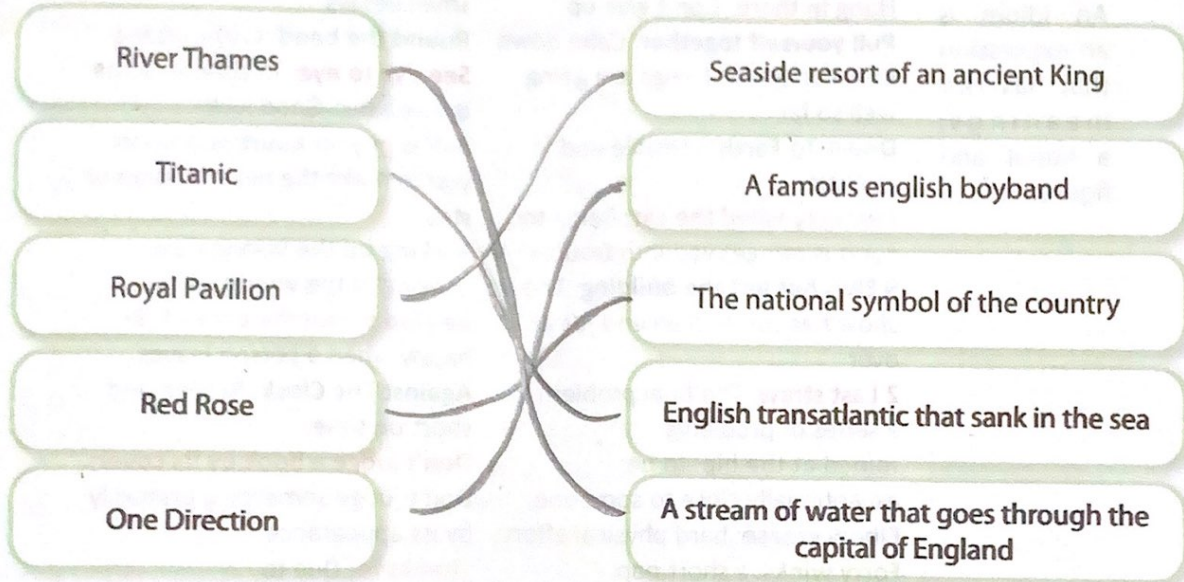 River Thames
Seaside resort of an ancient King
Titanic
A famous english boyband
Royal Pavilion
The national symbol of the country
Red Rose
English transatlantic that sank in the sea
One Direction
A stream of water that goes through the
capital of England